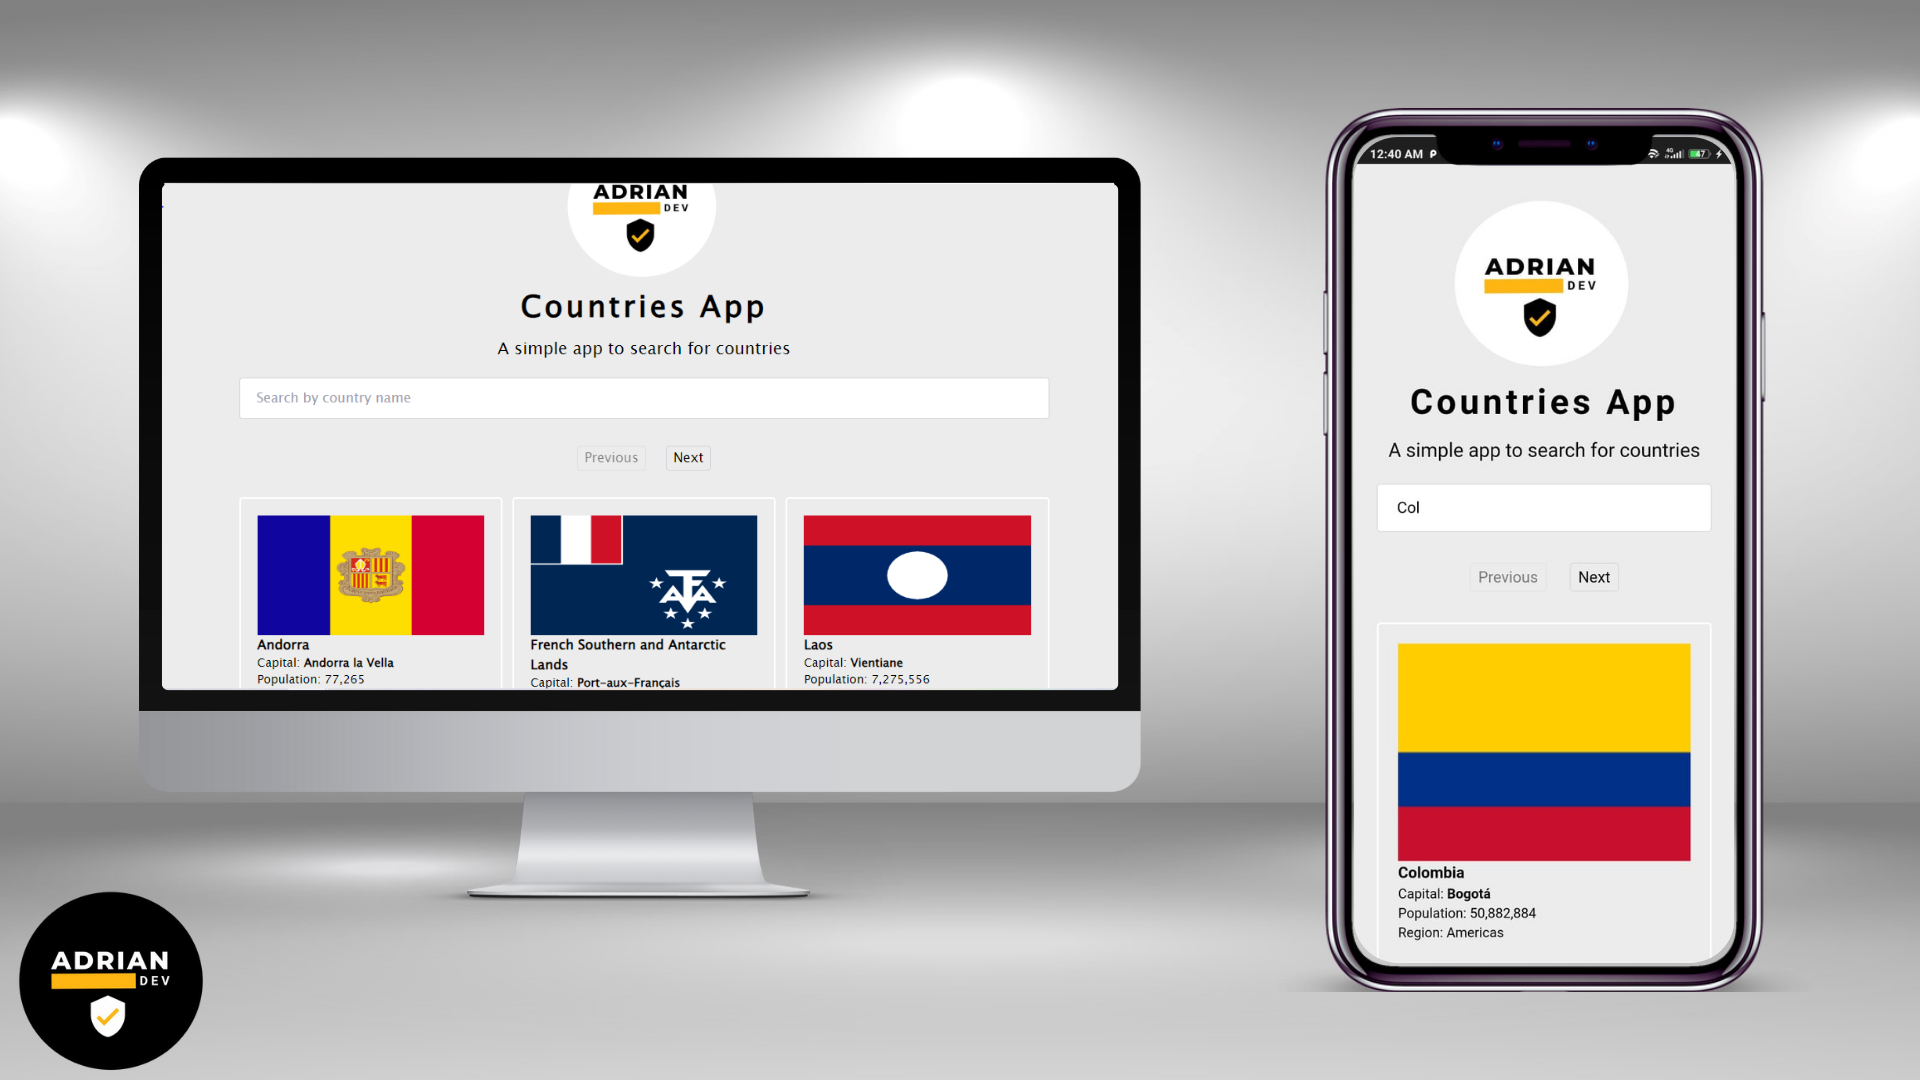 ADRIAN
DEV
Countries App
A simple app to search for countries
Search by country name
Previous
Next
Andorra
Capital: Andorra la Vella
Population: 77,265
French Southern and Antarctic
Lands
Capital: Port-aux-Français
Laos
Capital: Vientiane
Population: 7,275,556
12:40 AM
4G
47
ADRIAN
DEV
Countries App
A simple app to search for countries
Col
Previous
Next
Colombia
Capital: Bogotá
Population: 50,882,884
Region: Americas
ADRIAN
DEV